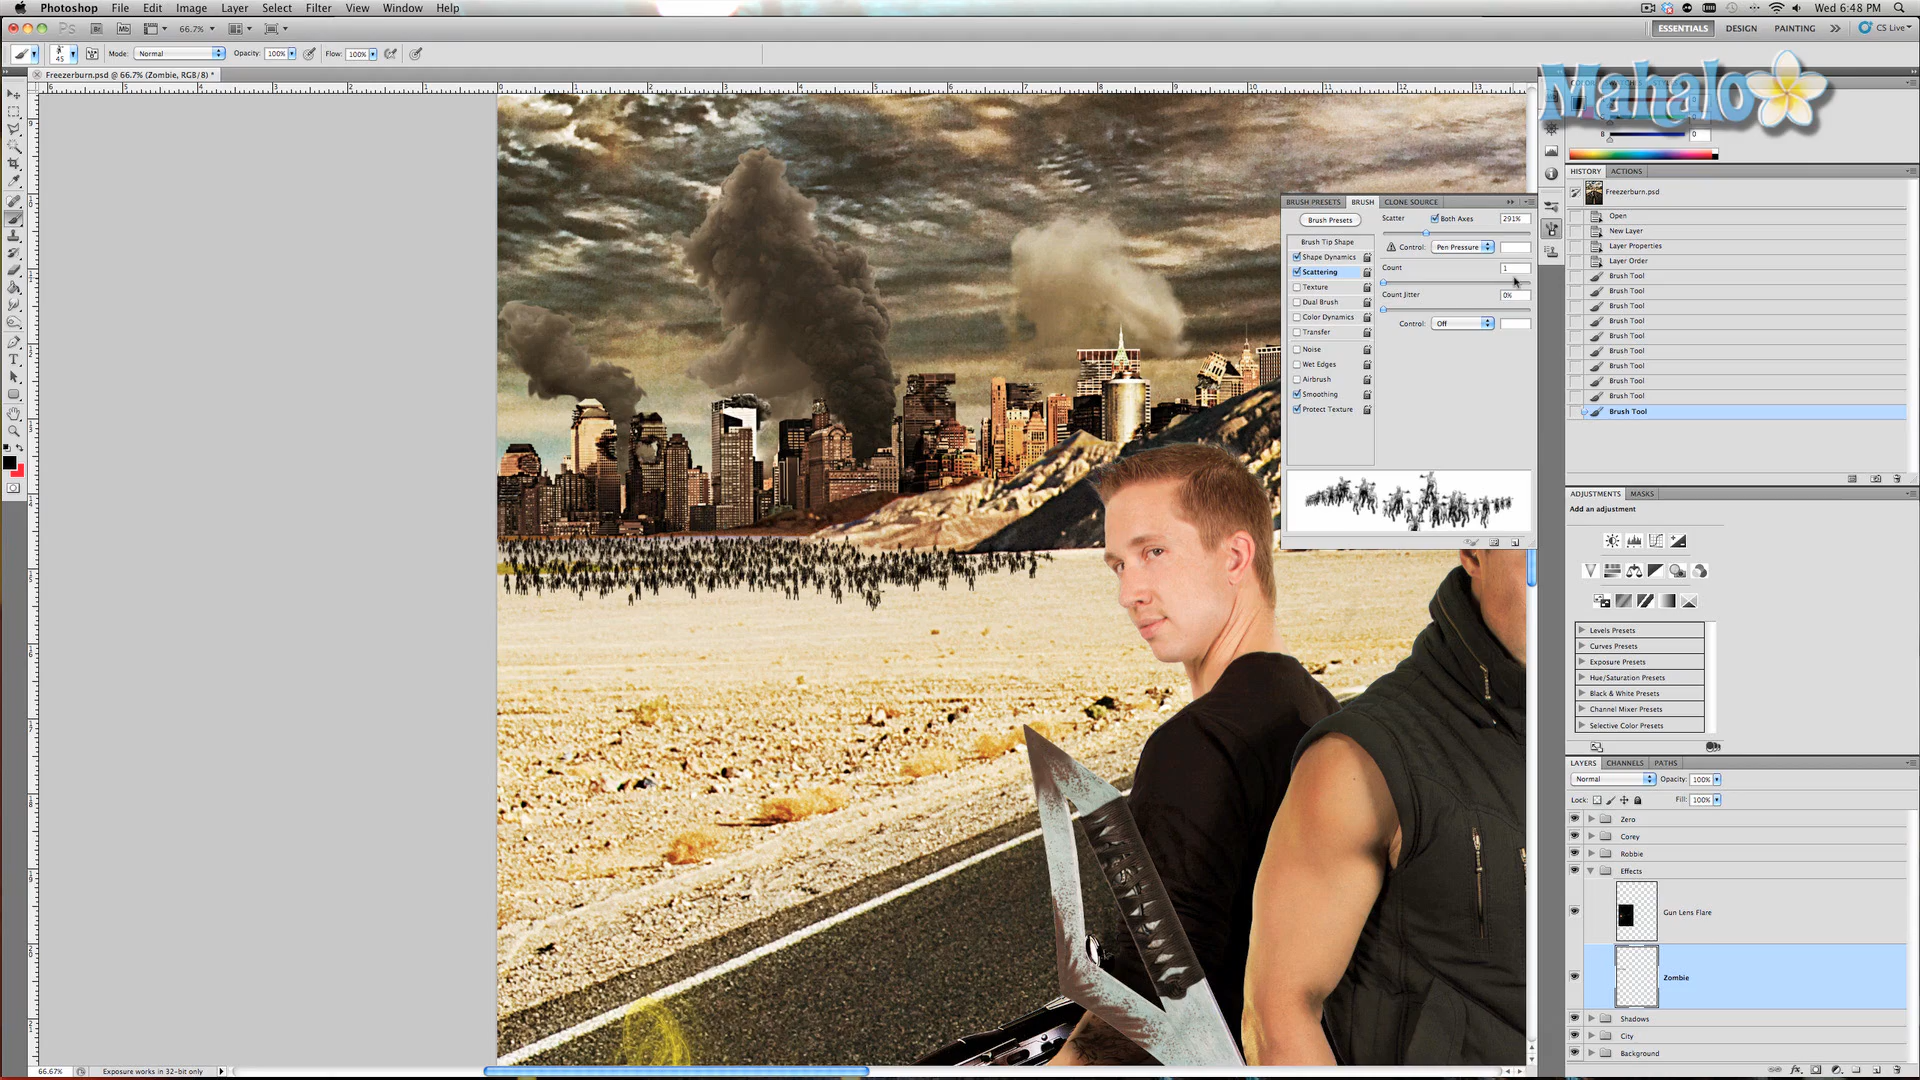 Photoshop File Edit Image Layer Select Filter View Window Help
Wed 6:48 PM
Ps Br Mb 66.7%
ESSENTIALS DESIGN PAINTING CS Live
45 Mode: Normal Opacity: 100% Flow: 100%
Freezerburn.psd @ 66.7% (Zombie, RGB/8) *
Mahalo
B 0
HISTORY ACTIONS
Freezerburn.psd
Open
New Layer
Layer Properties
Layer Order
Brush Tool
Brush Tool
Brush Tool
Brush Tool
Brush Tool
Brush Tool
Brush Tool
Brush Tool
Brush Tool
Brush Tool
BRUSH PRESETS BRUSH CLONE SOURCE
Brush Presets
Scatter Both Axes 291%
Brush Tip Shape
Control: Pen Pressure
Shape Dynamics
Scattering
Count 1
Texture
Count Jitter 0%
Dual Brush
Color Dynamics
Control: Off
Transfer
Noise
Wet Edges
Airbrush
Smoothing
Protect Texture
ADJUSTMENTS MASKS
Add an adjustment
Levels Presets
Curves Presets
Exposure Presets
Hue/Saturation Presets
Black & White Presets
Channel Mixer Presets
Selective Color Presets
LAYERS CHANNELS PATHS
Normal Opacity: 100%
Lock: Fill: 100%
Zero
Corey
Robbie
Effects
Gun Lens Flare
Zombie
Shadows
City
Background
66.67% Exposure works in 32-bit only